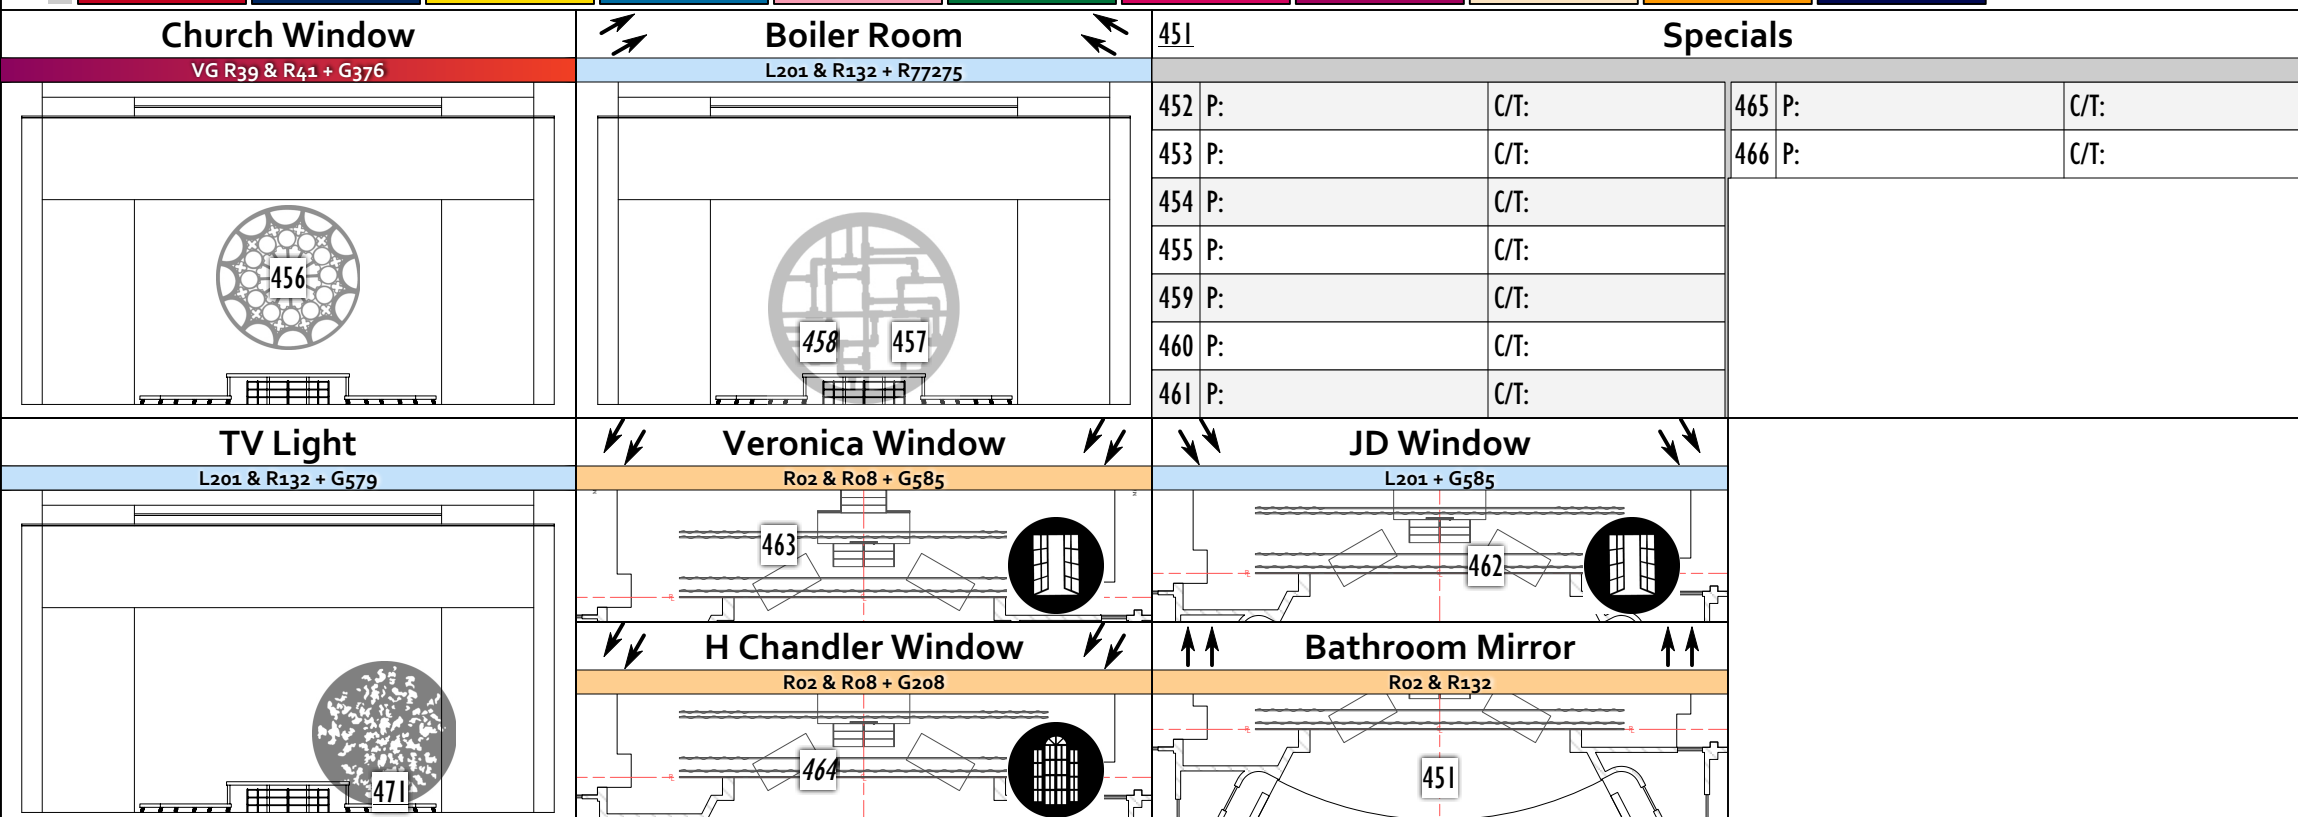 Church Window
VG R39 & R41 + G376
456
Boiler Room
L201 & R132 + R77275
458 457
451 Specials
452 P: C/T: 465 P: C/T:
453 P: C/T: 466 P: C/T:
454 P: C/T:
455 P: C/T:
459 P: C/T:
460 P: C/T:
461 P: C/T:
TV Light
L201 & R132 + G579
471
Veronica Window
R02 & R08 + G585
463
JD Window
L201 + G585
462
H Chandler Window
R02 & R08 + G208
464
Bathroom Mirror
R02 & R132
451